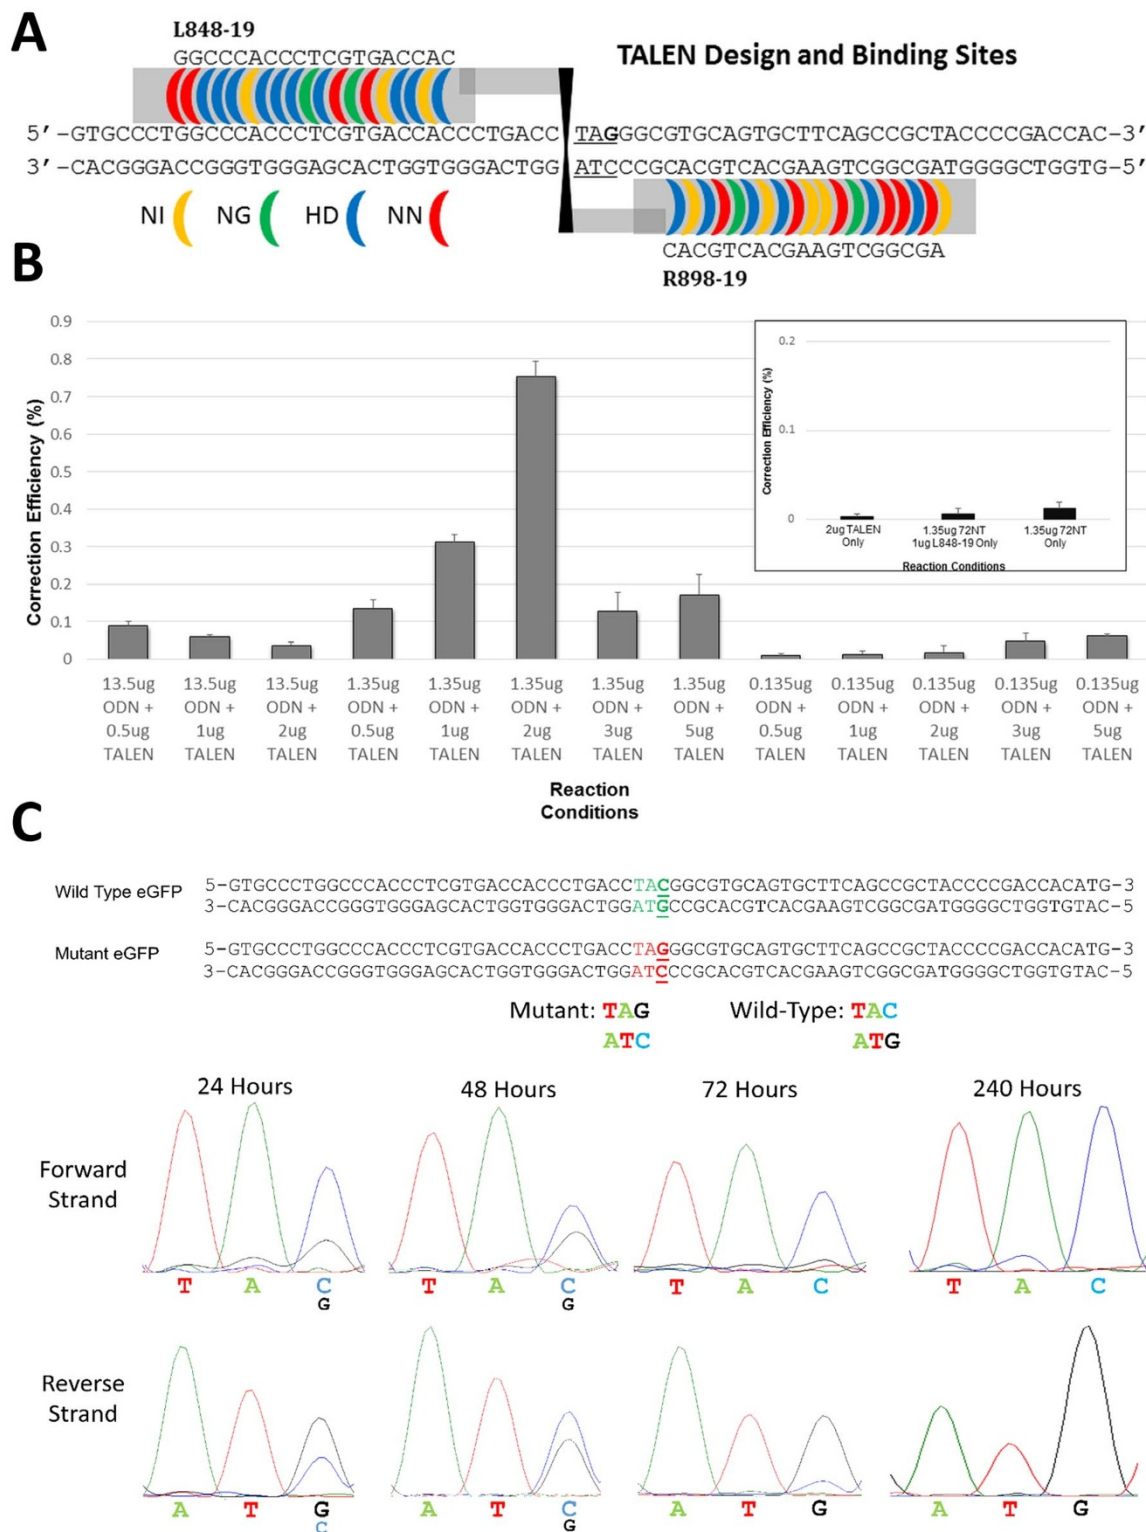 A
L848-19
GGCCCACCCTCGTGACCAC
TALEN Design and Binding Sites
5'-GTGCCCTGGCCCACCCTCGTGACCACCCTGACC TAGGGCGTGCAGTGCTTCAGCCGCTACCCCGACCAC-3'
3'-CACGGGACCGGGTGGGAGCACTGGTGGGACTGG ATCCCGCACGTCACGAAGTCGGCGATGGGGCTGGTG-5'
NI NG HD NN
CACGTCACGAAGTCGGCGA
R898-19
B
Correction Efficiency (%)
0.9
0.8
0.7
0.6
0.5
0.4
0.3
0.2
0.1
0
13.5ug ODN + 0.5ug TALEN
13.5ug ODN + 1ug TALEN
13.5ug ODN + 2ug TALEN
1.35ug ODN + 0.5ug TALEN
1.35ug ODN + 1ug TALEN
1.35ug ODN + 2ug TALEN
1.35ug ODN + 3ug TALEN
1.35ug ODN + 5ug TALEN
0.135ug ODN + 0.5ug TALEN
0.135ug ODN + 1ug TALEN
0.135ug ODN + 2ug TALEN
0.135ug ODN + 3ug TALEN
0.135ug ODN + 5ug TALEN
Reaction
Conditions
Correction Efficiency (%)
0.2
0.1
0
2ug TALEN Only
1.35ug 72NT 1ug L848-19 Only
1.35ug 72NT Only
Reaction Conditions
C
Wild Type eGFP
5-GTGCCCTGGCCCACCCTCGTGACCACCCTGACCTACGGCGTGCAGTGCTTCAGCCGCTACCCCGACCACATG-3
3-CACGGGACCGGGTGGGAGCACTGGTGGGACTGGATGCCGCACGTCACGAAGTCGGCGATGGGGCTGGTGTAC-5
Mutant eGFP
5-GTGCCCTGGCCCACCCTCGTGACCACCCTGACCTAGGGCGTGCAGTGCTTCAGCCGCTACCCCGACCACATG-3
3-CACGGGACCGGGTGGGAGCACTGGTGGGACTGGATCCCGCACGTCACGAAGTCGGCGATGGGGCTGGTGTAC-5
Mutant: TAG Wild-Type: TAC
ATC ATG
24 Hours 48 Hours 72 Hours 240 Hours
Forward
Strand
T A C T A C T A C T A C
G G
Reverse
Strand
A T G A T C A T G A T G
C G